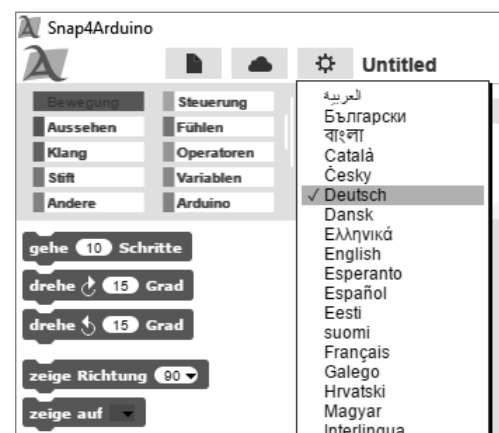 Snap4Arduino
Untitled
Bewegung
Steuerung
Aussehen
Fühlen
Klang
Operatoren
Stift
Variablen
Andere
Arduino
gehe 10 Schritte
drehe 15 Grad
drehe 15 Grad
zeige Richtung 90
zeige auf
العربية
Български
বাংলা
Català
Česky
✓ Deutsch
Dansk
Ελληνικά
English
Esperanto
Español
Eesti
suomi
Français
Galego
Hrvatski
Magyar
Interlingua